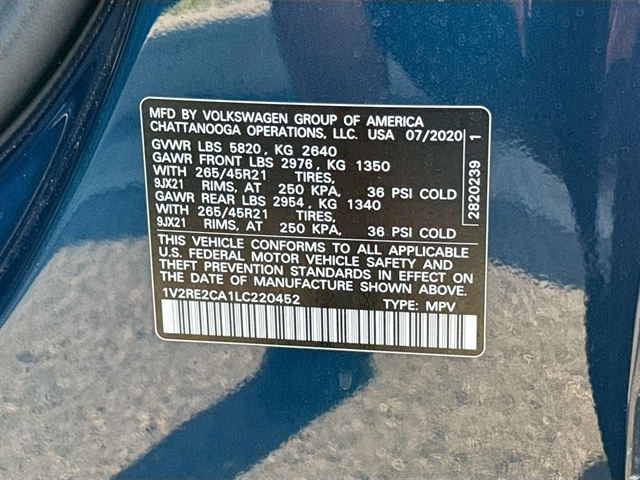 MFD BY VOLKSWAGEN GROUP OF AMERICA
CHATTANOOGA OPERATIONS, LLC. USA 07/2020
GVWR LBS 5820, KG 2640
GAWR FRONT LBS 2976, KG 1350
WITH 265/45R21 TIRES,
9JX21 RIMS, AT 250 KPA, 36 PSI COLD
GAWR REAR LBS 2954, KG 1340
WITH 265/45R21 TIRES,
9JX21 RIMS, AT 250 KPA, 36 PSI COLD
THIS VEHICLE CONFORMS TO ALL APPLICABLE
U.S. FEDERAL MOTOR VEHICLE SAFETY AND
THEFT PREVENTION STANDARDS IN EFFECT ON
THE DATE OF MANUFACTURE SHOWN ABOVE
1V2RE2CA1LC220452 TYPE: MPV
2820239 1